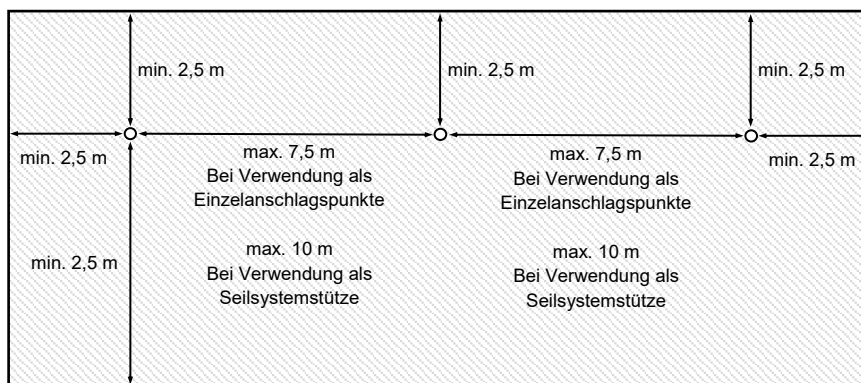 min. 2,5 m
min. 2,5 m
min. 2,5 m
min. 2,5 m
max. 7,5 m
Bei Verwendung als
Einzelanschlagspunkte
max. 7,5 m
Bei Verwendung als
Einzelanschlagspunkte
min. 2,5 m
min. 2,5 m
max. 10 m
Bei Verwendung als
Seilsystemstütze
max. 10 m
Bei Verwendung als
Seilsystemstütze